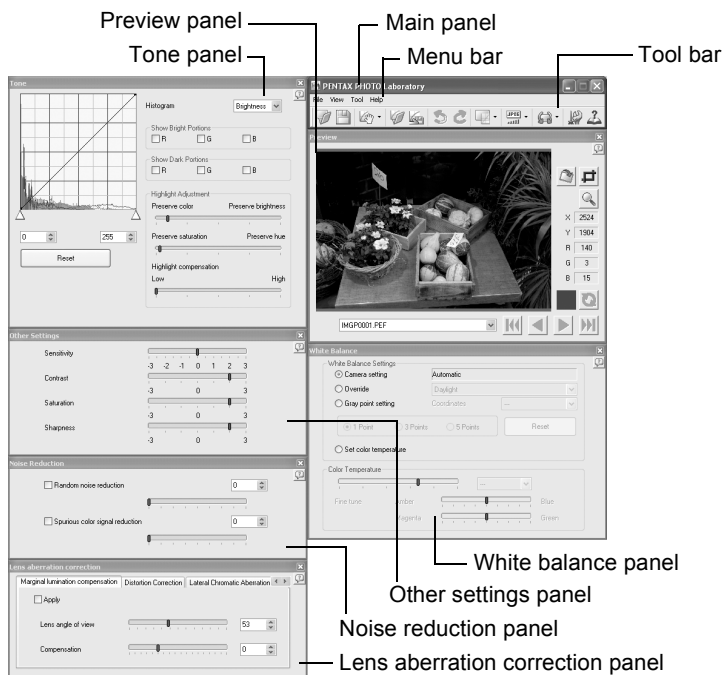 Preview panel
Main panel
Tone panel
Menu bar
Tool bar
Tone
Histogram
Brightness
Show Bright Portions
R G B
Show Dark Portions
R G B
Highlight Adjustment
Preserve color Preserve brightness
Preserve saturation Preserve hue
Highlight compensation
Low High
0 255
Reset
PENTAX PHOTO Laboratory
File View Tool Help
JPEG
Preview
X 2524
Y 1904
R 140
G 3
B 15
IMGP0001.PEF
Other Settings
Sensitivity
-3 -2 -1 0 1 2 3
Contrast
-3 0 3
Saturation
-3 0 3
Sharpness
-3 0 3
White Balance
White Balance Settings
Camera setting Automatic
Override Daylight
Gray point setting Coordinates ---
1 Point 3 Points 5 Points Reset
Set color temperature
Color Temperature
---
Fine tune Amber Blue
Magenta Green
Noise Reduction
Random noise reduction 0
Spurious color signal reduction 0
Lens aberration correction
Marginal lumination compensation Distortion Correction Lateral Chromatic Aberration
Apply
Lens angle of view 53
Compensation 0
White balance panel
Other settings panel
Noise reduction panel
Lens aberration correction panel